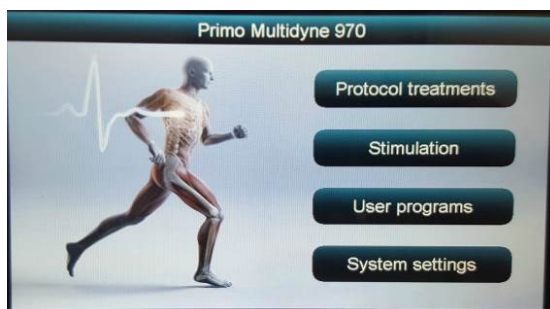 Primo Multidyne 970
Protocol treatments
Stimulation
User programs
System settings